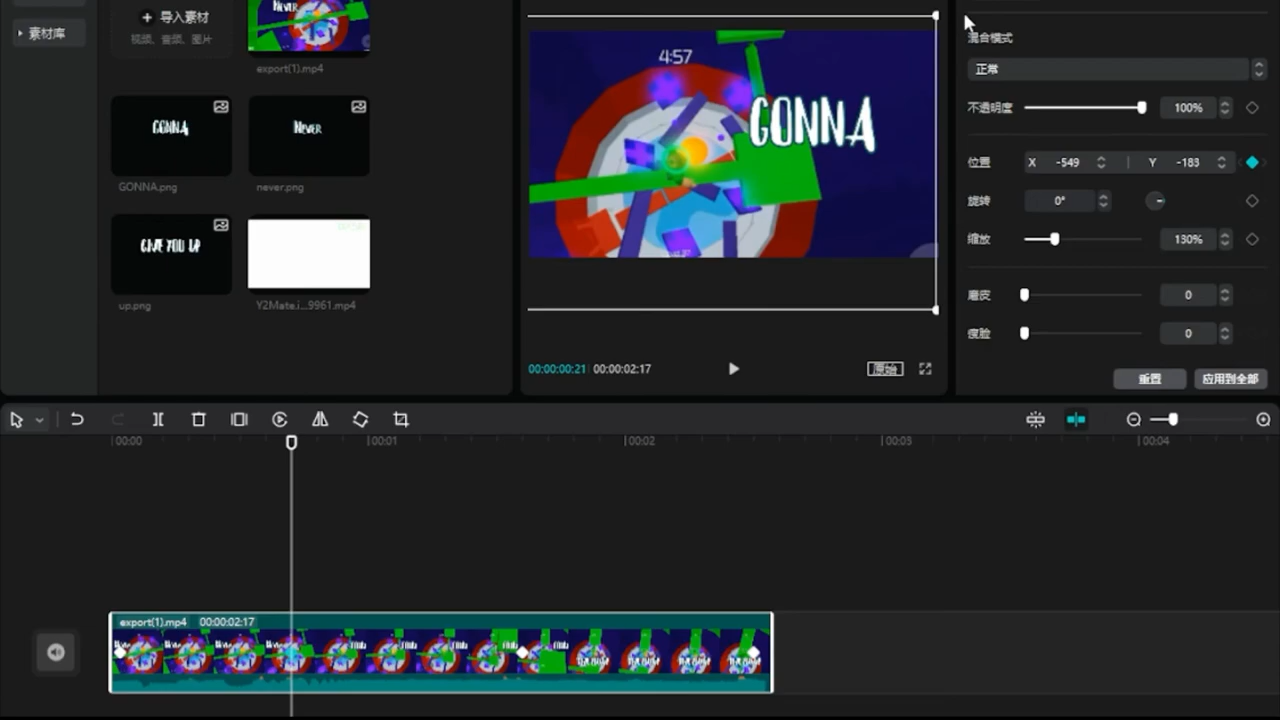 素材库
导入素材
视频、音频、图片
export(1).mp4
GONNA
GONNA.png
NEVER
never.png
GIVE YOU UP
up.png
Y2Mate.i...9961.mp4
4:57
GONNA
00:00:00:21
00:00:02:17
原始
混合模式
正常
不透明度
100%
位置
X -549
Y -183
旋转
0°
缩放
130%
磨皮
0
瘦脸
0
重置
应用到全部
00:00
00:01
00:02
00:03
00:04
export(1).mp4 00:00:02:17